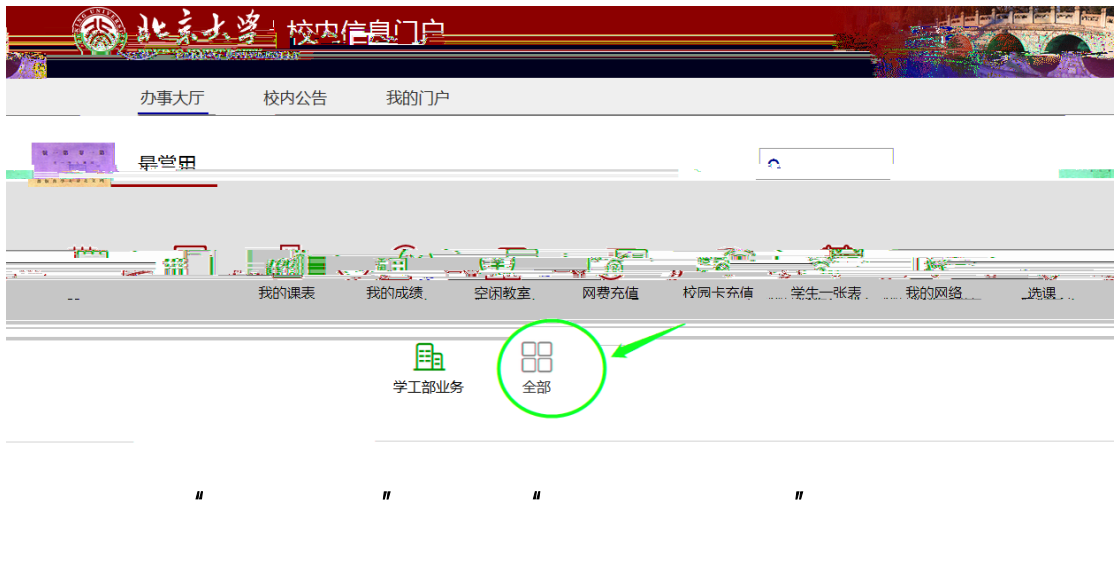 北京大学 校内信息门户
办事大厅 校内公告 我的门户
最常用
我的课表 我的成绩 空闲教室 网费充值 校园卡充值 学生一张表 我的网络 选课
学工部业务 全部
“ ” “ ”